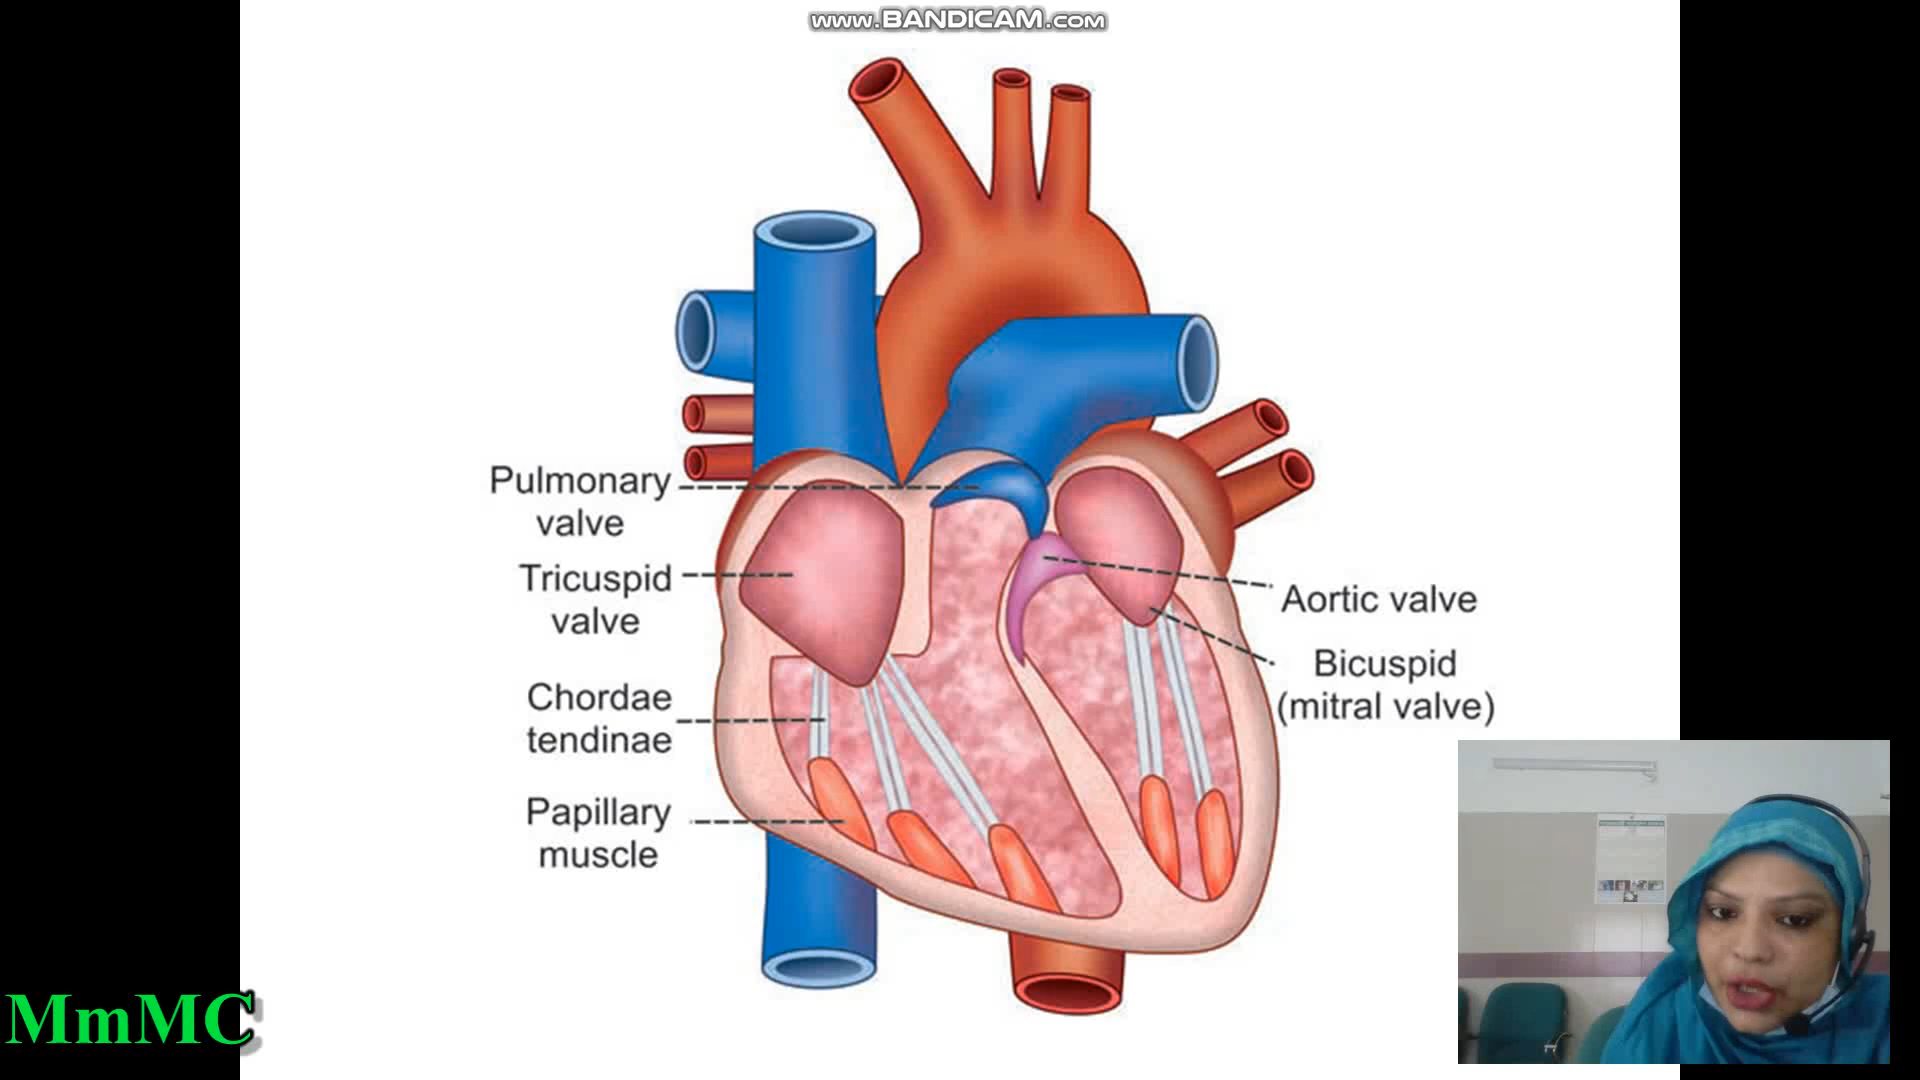 www.BANDICAM.com
Pulmonary
valve
Tricuspid
valve
Chordae
tendinae
Papillary
muscle
Aortic valve
Bicuspid
(mitral valve)
MmMC